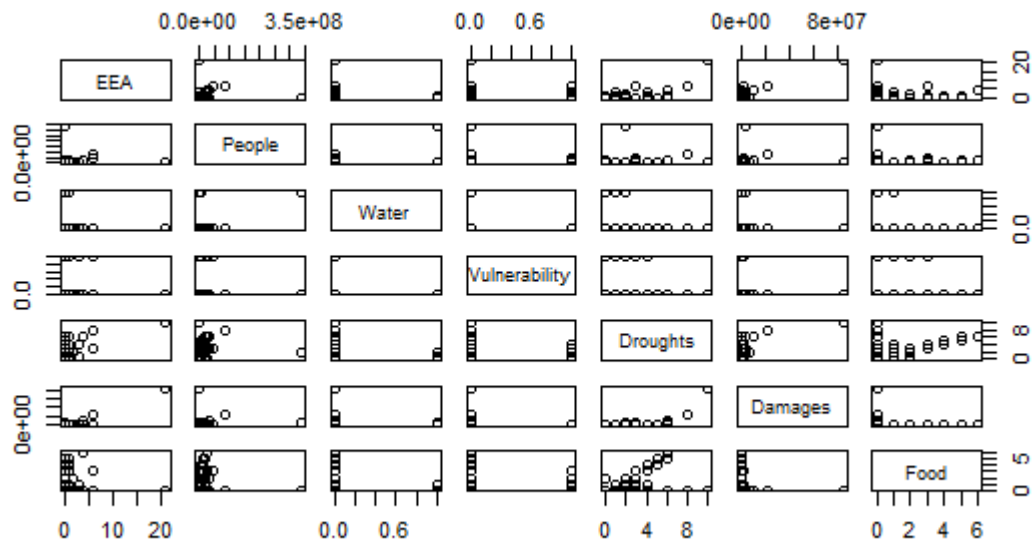 0.0e+00 3.5e+08 0.0 0.6 0e+00 8e+07
EEA 0 20
0.0e+00 People
Water 0.0
0.0 Vulnerability
Droughts 0 8
0e+00 Damages
Food 0 5
0 10 20 0.0 0.6 0 4 8 0 2 4 6